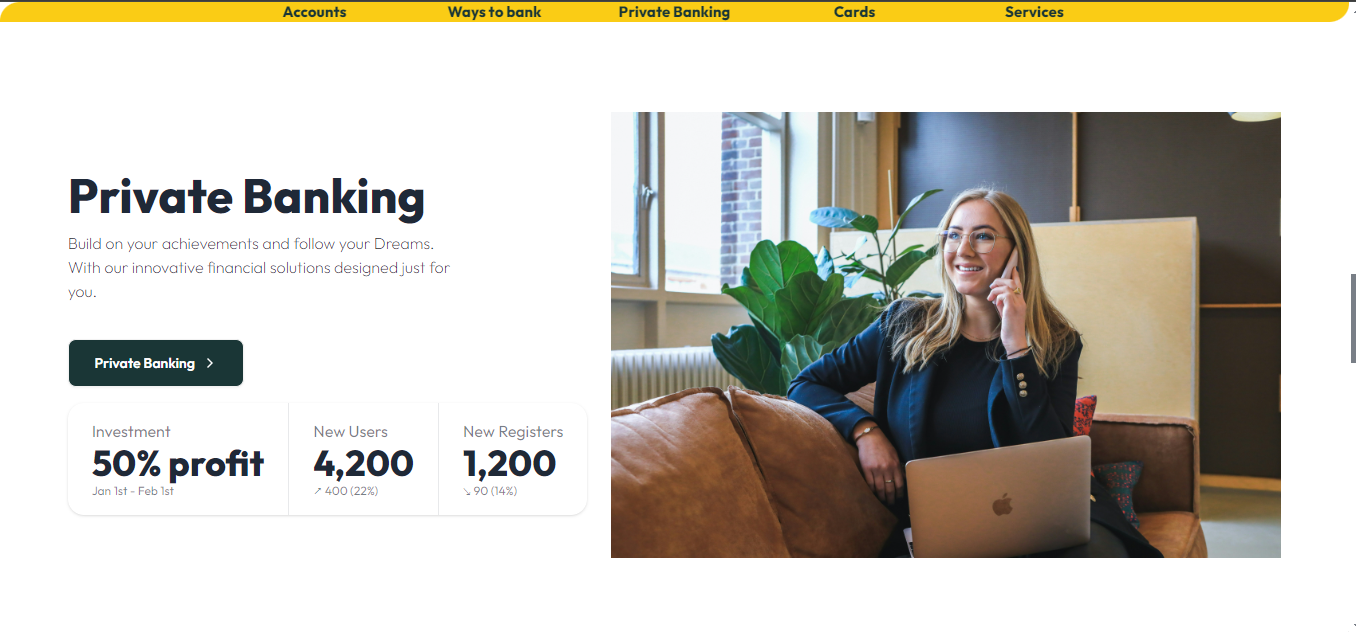 Accounts Ways to bank Private Banking Cards Services
Private Banking
Build on your achievements and follow your Dreams.
With our innovative financial solutions designed just for
you.
Private Banking >
Investment
50% profit
Jan 1st - Feb 1st
New Users
4,200
↗ 400 (22%)
New Registers
1,200
↘ 90 (14%)